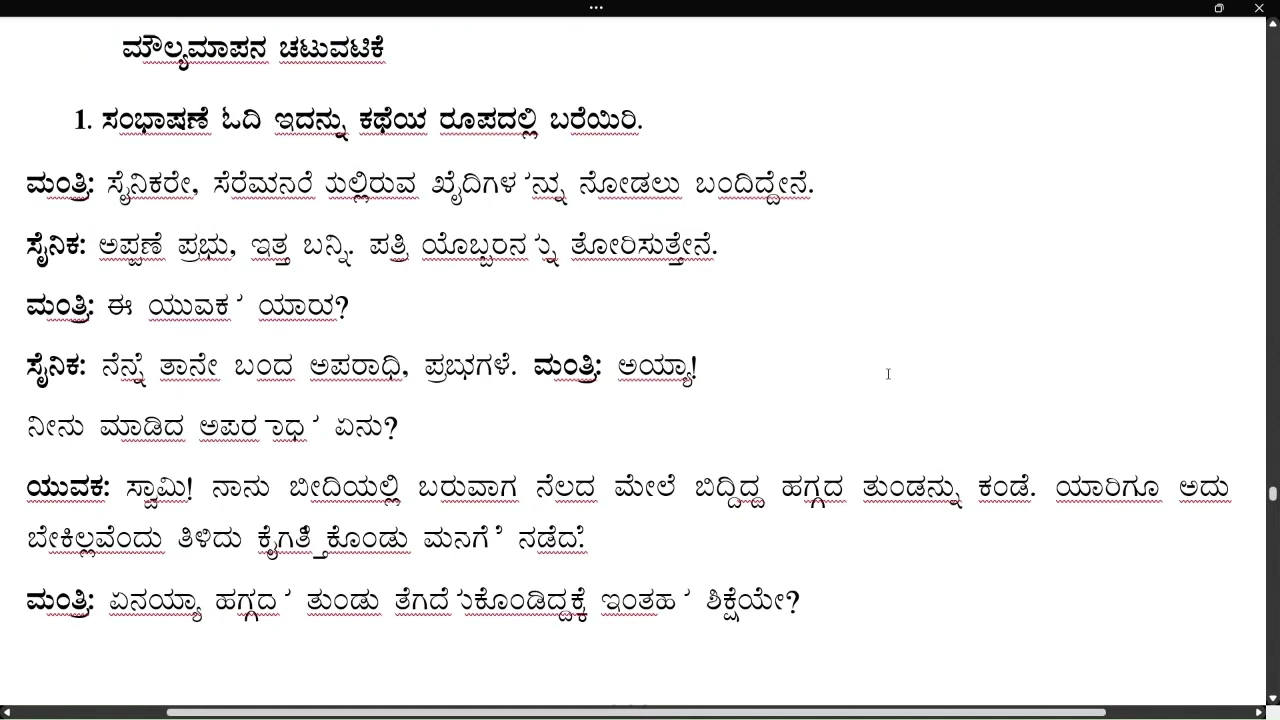 ಮೌಲ್ಯಮಾಪನ ಚಟುವಟಿಕೆ
1. ಸಂಭಾಷಣೆ ಓದಿ ಇದನ್ನು ಕಥೆಯ ರೂಪದಲ್ಲಿ ಬರೆಯಿರಿ.
ಮಂತ್ರಿ: ಸೈನಿಕರೇ, ಸೆರೆಮನೆಯಲ್ಲಿರುವ ಖೈದಿಗಳನ್ನು ನೋಡಲು ಬಂದಿದ್ದೇನೆ.
ಸೈನಿಕ: ಅಪ್ಪಣೆ ಪ್ರಭು, ಇತ್ತ ಬನ್ನಿ. ಪ್ರತಿಯೊಬ್ಬರನ್ನು ತೋರಿಸುತ್ತೇನೆ.
ಮಂತ್ರಿ: ಈ ಯುವಕ ಯಾರು?
ಸೈನಿಕ: ನೆನ್ನೆ ತಾನೇ ಬಂದ ಅಪರಾಧಿ, ಪ್ರಭುಗಳೆ. ಮಂತ್ರಿ: ಅಯ್ಯಾ!
ನೀನು ಮಾಡಿದ ಅಪರಾಧ ಏನು?
ಯುವಕ: ಸ್ವಾಮಿ! ನಾನು ಬೀದಿಯಲ್ಲಿ ಬರುವಾಗ ನೆಲದ ಮೇಲೆ ಬಿದ್ದಿದ್ದ ಹಗ್ಗದ ತುಂಡನ್ನು ಕಂಡೆ. ಯಾರಿಗೂ ಅದು
ಬೇಕಿಲ್ಲವೆಂದು ತಿಳಿದು ಕೈಗೆತ್ತಿಕೊಂಡು ಮನೆಗೆ ನಡೆದೆ.
ಮಂತ್ರಿ: ಏನಯ್ಯಾ ಹಗ್ಗದ ತುಂಡು ತೆಗೆದುಕೊಂಡಿದ್ದಕ್ಕೆ ಇಂತಹ ಶಿಕ್ಷೆಯೇ?